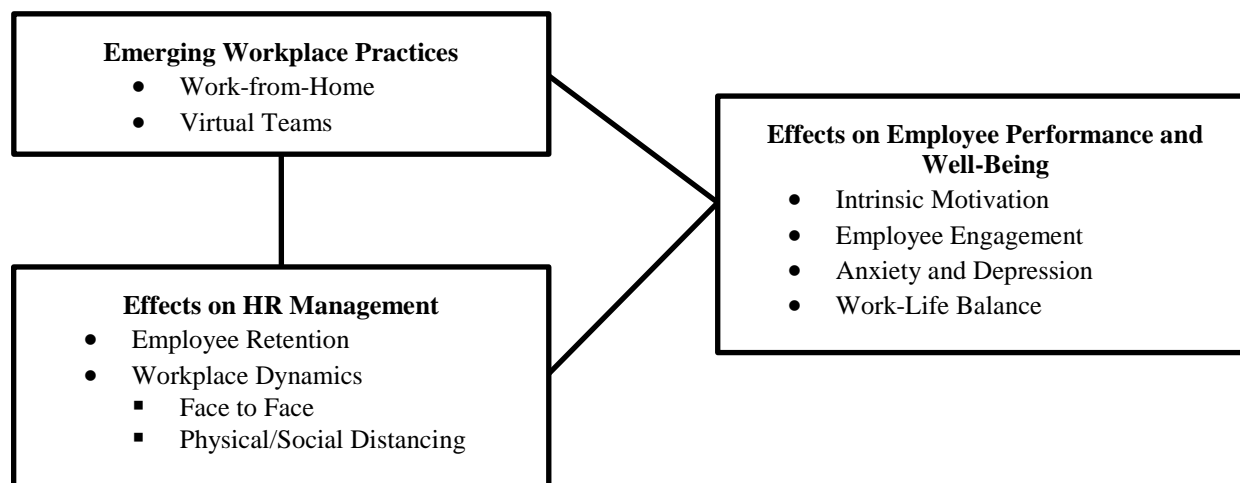 Emerging Workplace Practices
● Work-from-Home
● Virtual Teams
Effects on HR Management
● Employee Retention
● Workplace Dynamics
▪ Face to Face
▪ Physical/Social Distancing
Effects on Employee Performance and
Well-Being
● Intrinsic Motivation
● Employee Engagement
● Anxiety and Depression
● Work-Life Balance